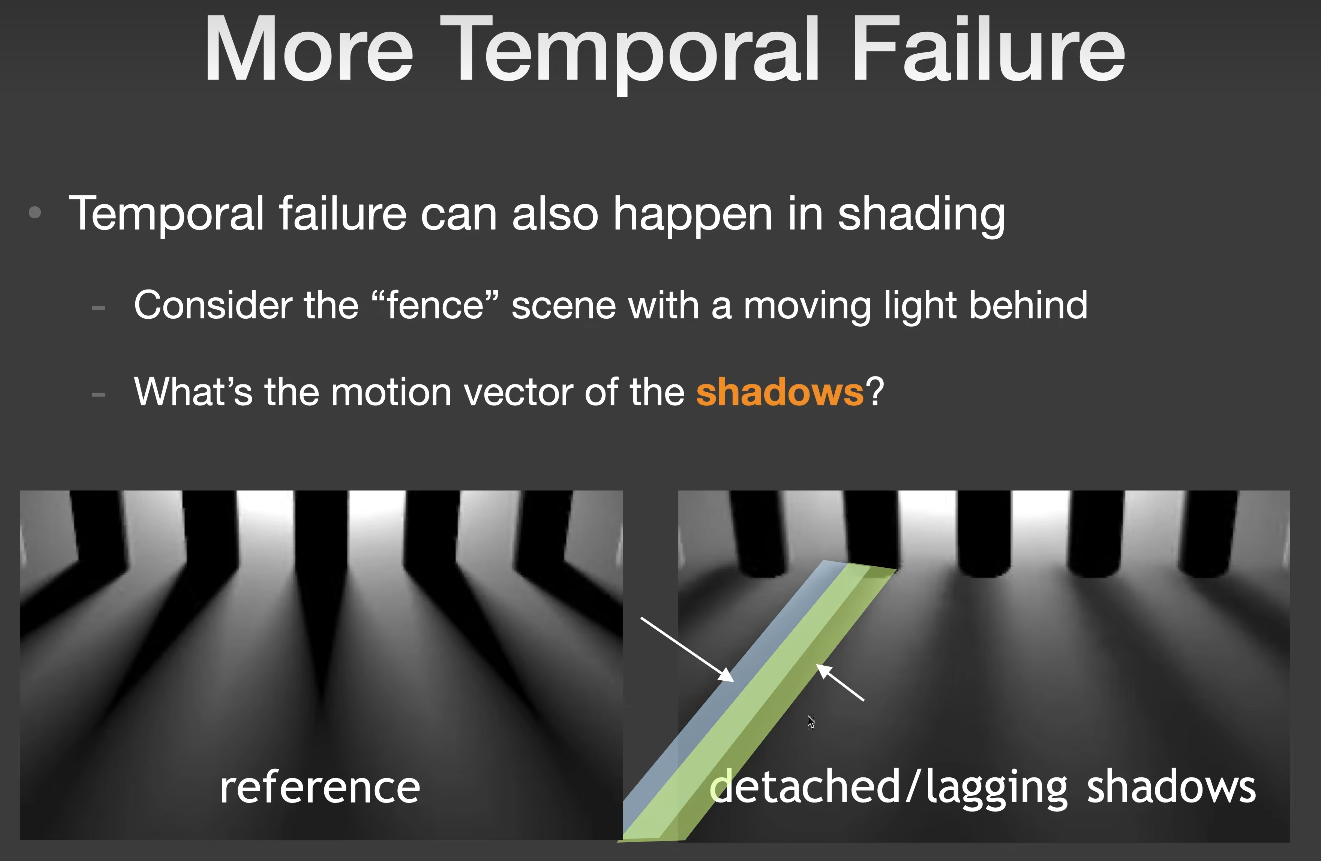 More Temporal Failure
• Temporal failure can also happen in shading
- Consider the “fence” scene with a moving light behind
- What’s the motion vector of the shadows?
reference
detached/lagging shadows